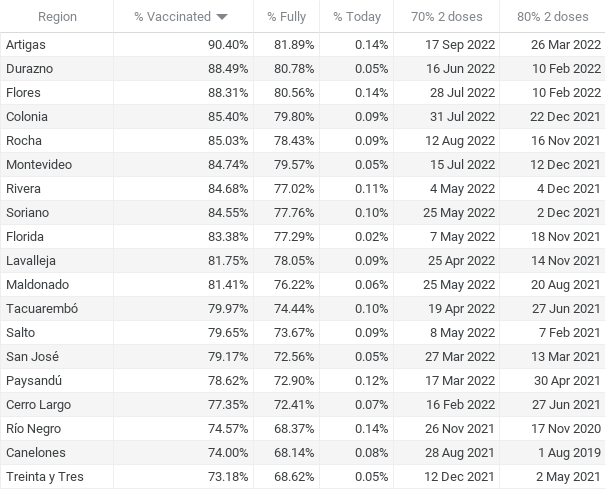 Region % Vaccinated % Fully % Today 70% 2 doses 80% 2 doses
Artigas 90.40% 81.89% 0.14% 17 Sep 2022 26 Mar 2022
Durazno 88.49% 80.78% 0.05% 16 Jun 2022 10 Feb 2022
Flores 88.31% 80.56% 0.14% 28 Jul 2022 10 Feb 2022
Colonia 85.40% 79.80% 0.09% 31 Jul 2022 22 Dec 2021
Rocha 85.03% 78.43% 0.09% 12 Aug 2022 16 Nov 2021
Montevideo 84.74% 79.57% 0.05% 15 Jul 2022 12 Dec 2021
Rivera 84.68% 77.02% 0.11% 4 May 2022 4 Dec 2021
Soriano 84.55% 77.76% 0.10% 25 May 2022 2 Dec 2021
Florida 83.38% 77.29% 0.02% 7 May 2022 18 Nov 2021
Lavalleja 81.75% 78.05% 0.09% 25 Apr 2022 14 Nov 2021
Maldonado 81.41% 76.22% 0.06% 25 May 2022 20 Aug 2021
Tacuarembó 79.97% 74.44% 0.10% 19 Apr 2022 27 Jun 2021
Salto 79.65% 73.67% 0.09% 8 May 2022 7 Feb 2021
San José 79.17% 72.56% 0.05% 27 Mar 2022 13 Mar 2021
Paysandú 78.62% 72.90% 0.12% 17 Mar 2022 30 Apr 2021
Cerro Largo 77.35% 72.41% 0.07% 16 Feb 2022 27 Jun 2021
Río Negro 74.57% 68.37% 0.14% 26 Nov 2021 17 Nov 2020
Canelones 74.00% 68.14% 0.08% 28 Aug 2021 1 Aug 2019
Treinta y Tres 73.18% 68.62% 0.05% 12 Dec 2021 2 May 2021